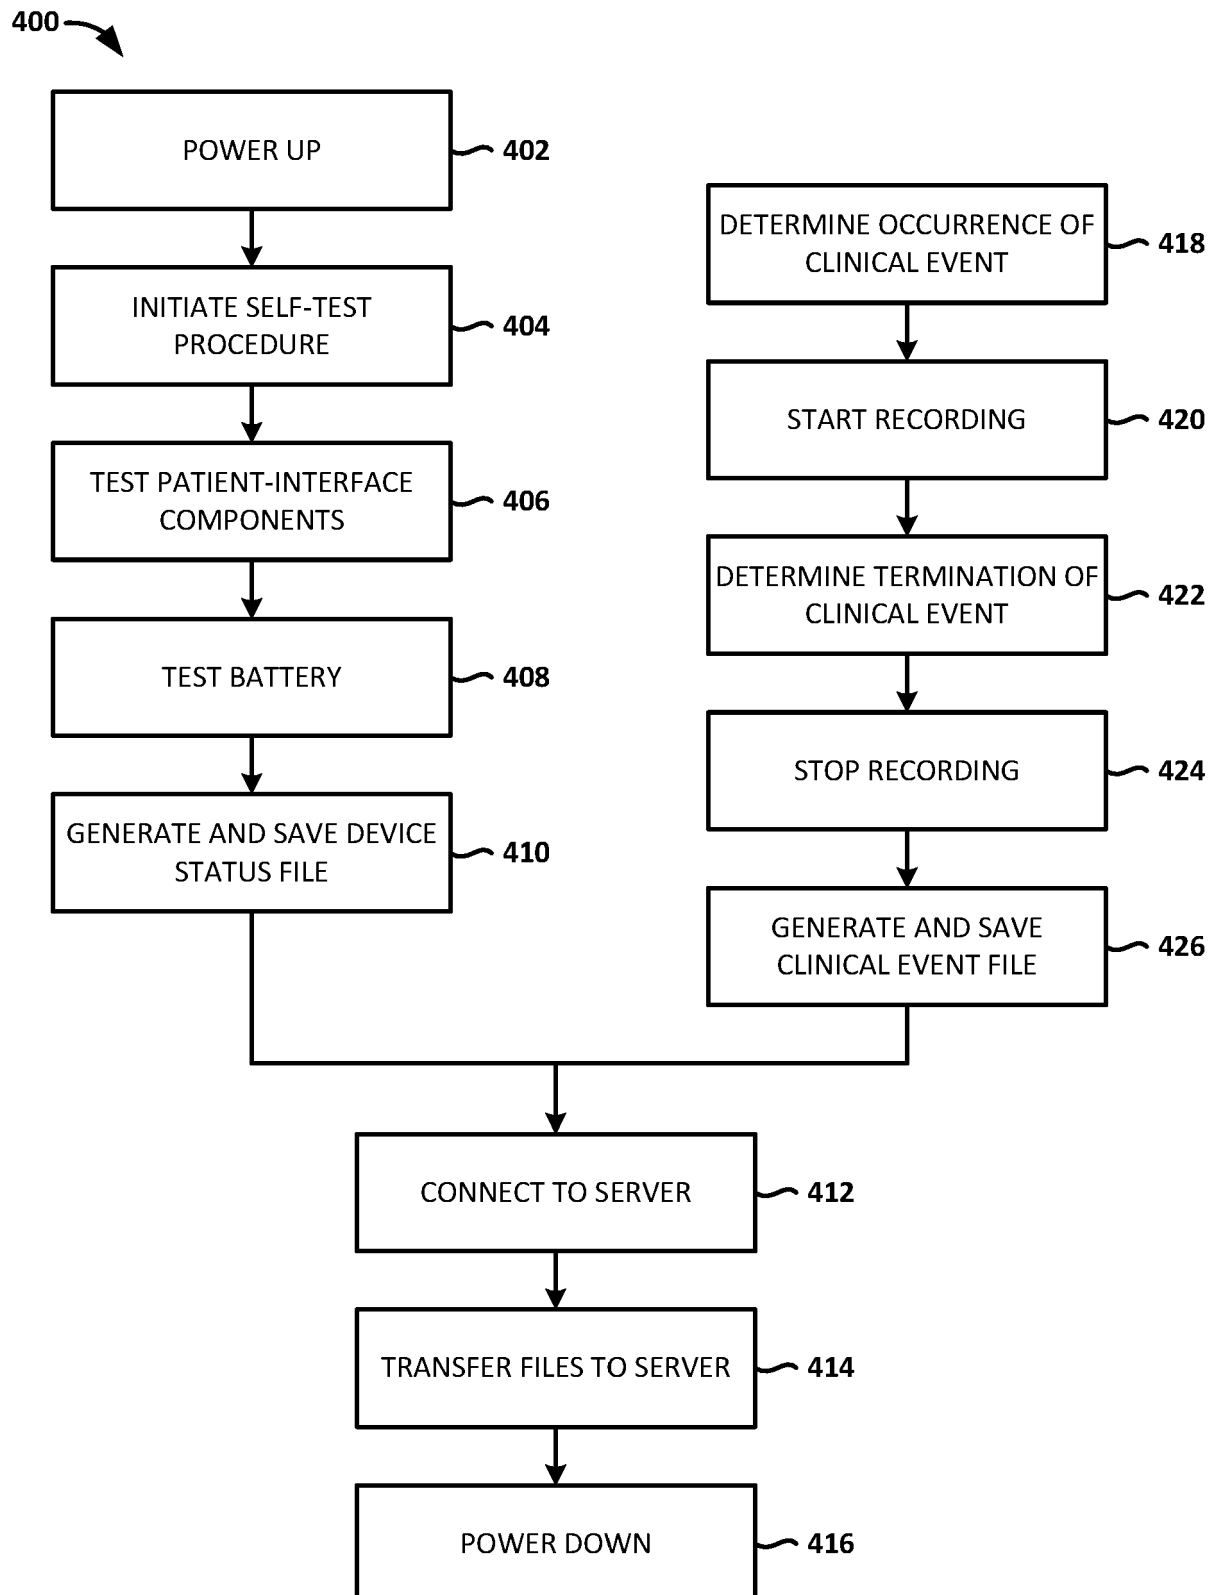 400
POWER UP
402
INITIATE SELF-TEST
PROCEDURE
404
TEST PATIENT-INTERFACE
COMPONENTS
406
TEST BATTERY
408
GENERATE AND SAVE DEVICE
STATUS FILE
410
DETERMINE OCCURRENCE OF
CLINICAL EVENT
418
START RECORDING
420
DETERMINE TERMINATION OF
CLINICAL EVENT
422
STOP RECORDING
424
GENERATE AND SAVE
CLINICAL EVENT FILE
426
CONNECT TO SERVER
412
TRANSFER FILES TO SERVER
414
POWER DOWN
416